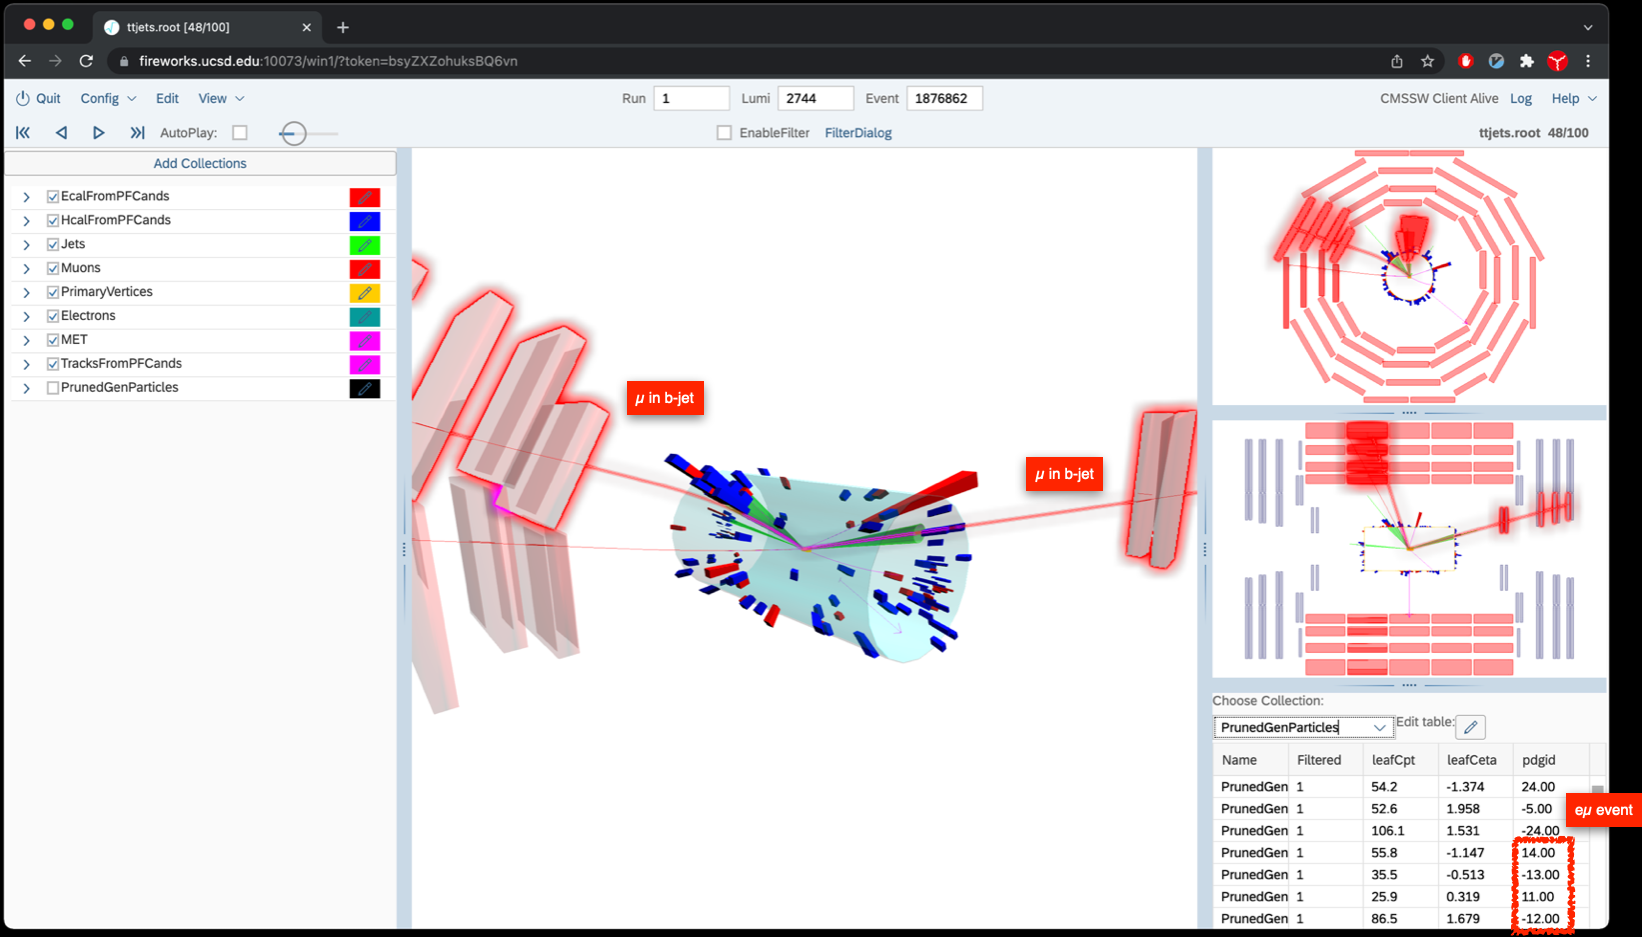 ttjets.root [48/100]
fireworks.ucsd.edu:10073/win1/?token=bsyZXZohuksBQ6vn
Quit Config Edit View Run 1 Lumi 2744 Event 1876862 CMSSW Client Alive Log Help
AutoPlay: EnableFilter FilterDialog ttjets.root 48/100
Add Collections
EcalFromPFCands
HcalFromPFCands
Jets
Muons
PrimaryVertices
Electrons
MET
TracksFromPFCands
PrunedGenParticles
μ in b-jet
μ in b-jet
Choose Collection:
PrunedGenParticles Edit table:
Name Filtered leafCpt leafCeta pdgid
PrunedGen 1 54.2 -1.374 24.00
PrunedGen 1 52.6 1.958 -5.00
eμ event
PrunedGen 1 106.1 1.531 -24.00
PrunedGen 1 55.8 -1.147 14.00
PrunedGen 1 35.5 -0.513 -13.00
PrunedGen 1 25.9 0.319 11.00
PrunedGen 1 86.5 1.679 -12.00